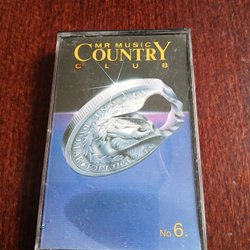 MR MUSIC
COUNTRY
CLUB
No 6.